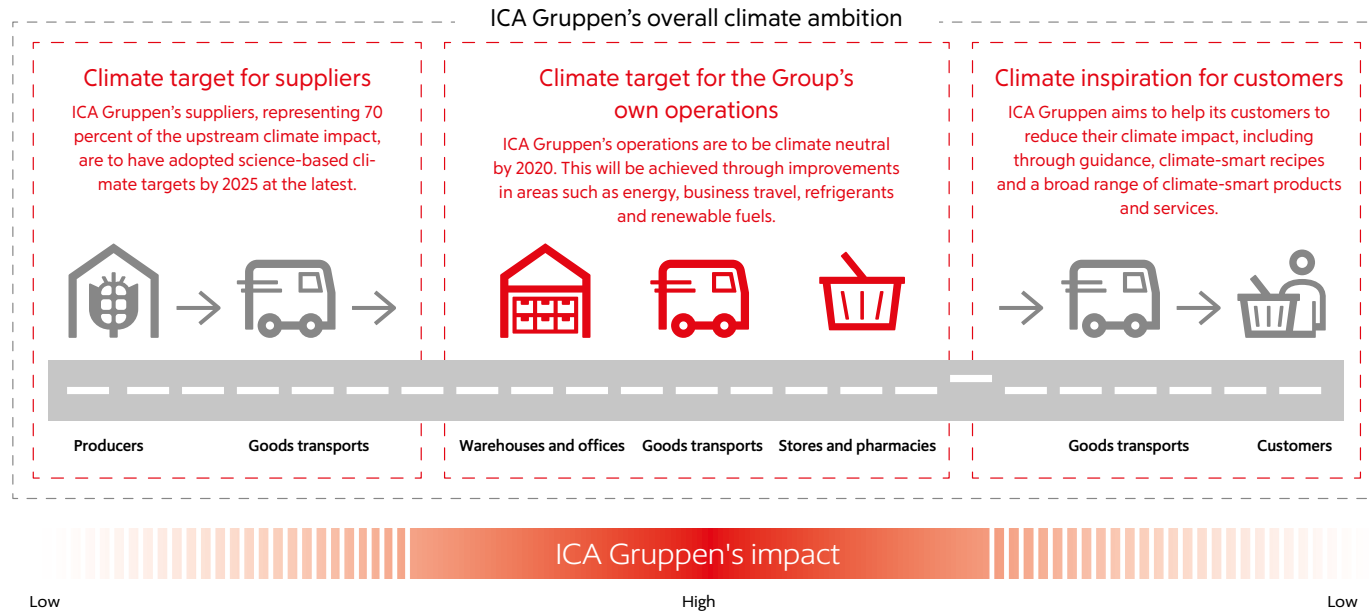 ICA Gruppen’s overall climate ambition
Climate target for suppliers
ICA Gruppen’s suppliers, representing 70
percent of the upstream climate impact,
are to have adopted science-based cli-
mate targets by 2025 at the latest.
Climate target for the Group’s
own operations
ICA Gruppen’s operations are to be climate neutral
by 2020. This will be achieved through improvements
in areas such as energy, business travel, refrigerants
and renewable fuels.
Climate inspiration for customers
ICA Gruppen aims to help its customers to
reduce their climate impact, including
through guidance, climate-smart recipes
and a broad range of climate-smart products
and services.
Producers
Goods transports
Warehouses and offices
Goods transports
Stores and pharmacies
Goods transports
Customers
ICA Gruppen's impact
Low
High
Low